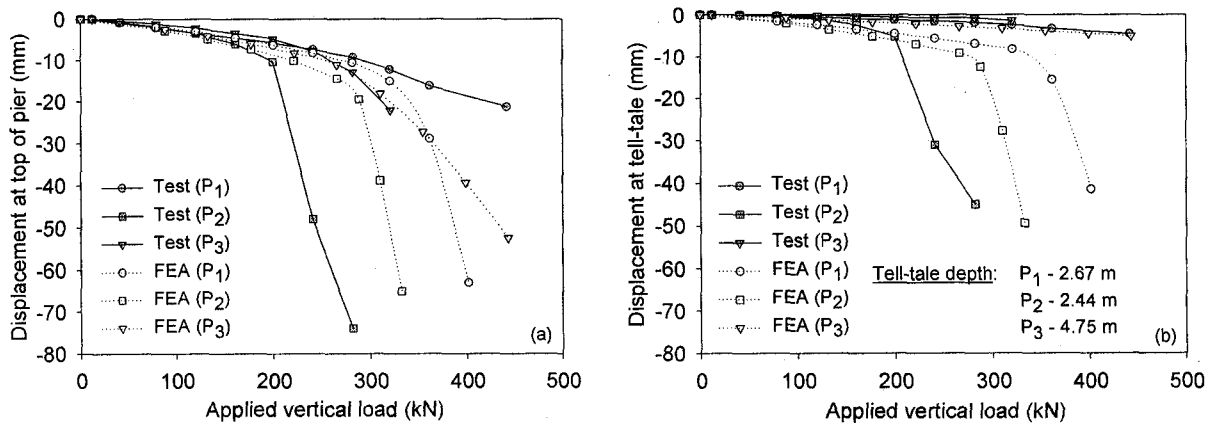 Displacement at top of pier (mm)
0
-10
-20
-30
-40
-50
-60
-70
-80
Test (P1)
Test (P2)
Test (P3)
FEA (P1)
FEA (P2)
FEA (P3)
(a)
0 100 200 300 400 500
Applied vertical load (kN)
Displacement at tell-tale (mm)
0
-10
-20
-30
-40
-50
-60
-70
-80
Test (P1)
Test (P2)
Test (P3)
FEA (P1)
FEA (P2)
FEA (P3)
Tell-tale depth: P1 - 2.67 m
P2 - 2.44 m
P3 - 4.75 m
(b)
0 100 200 300 400 500
Applied vertical load (kN)